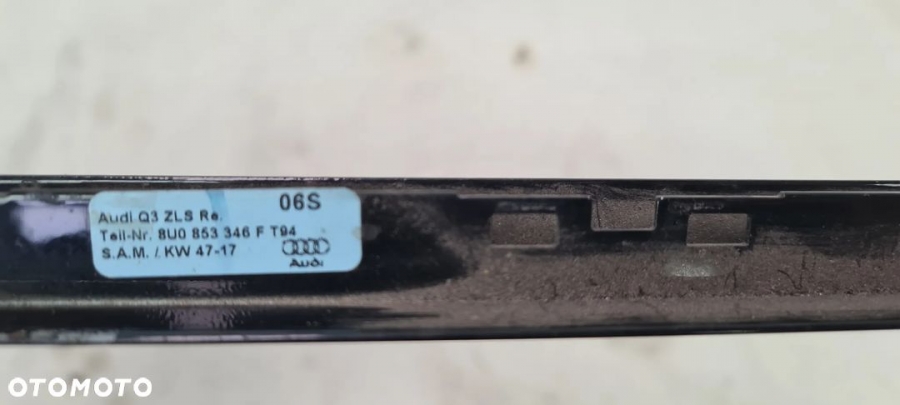 06S
Audi Q3 ZLS Re.
Teil-Nr. 8U0 853 346 F T94
S.A.M. / KW 47-17
Audi
OTOMOTO